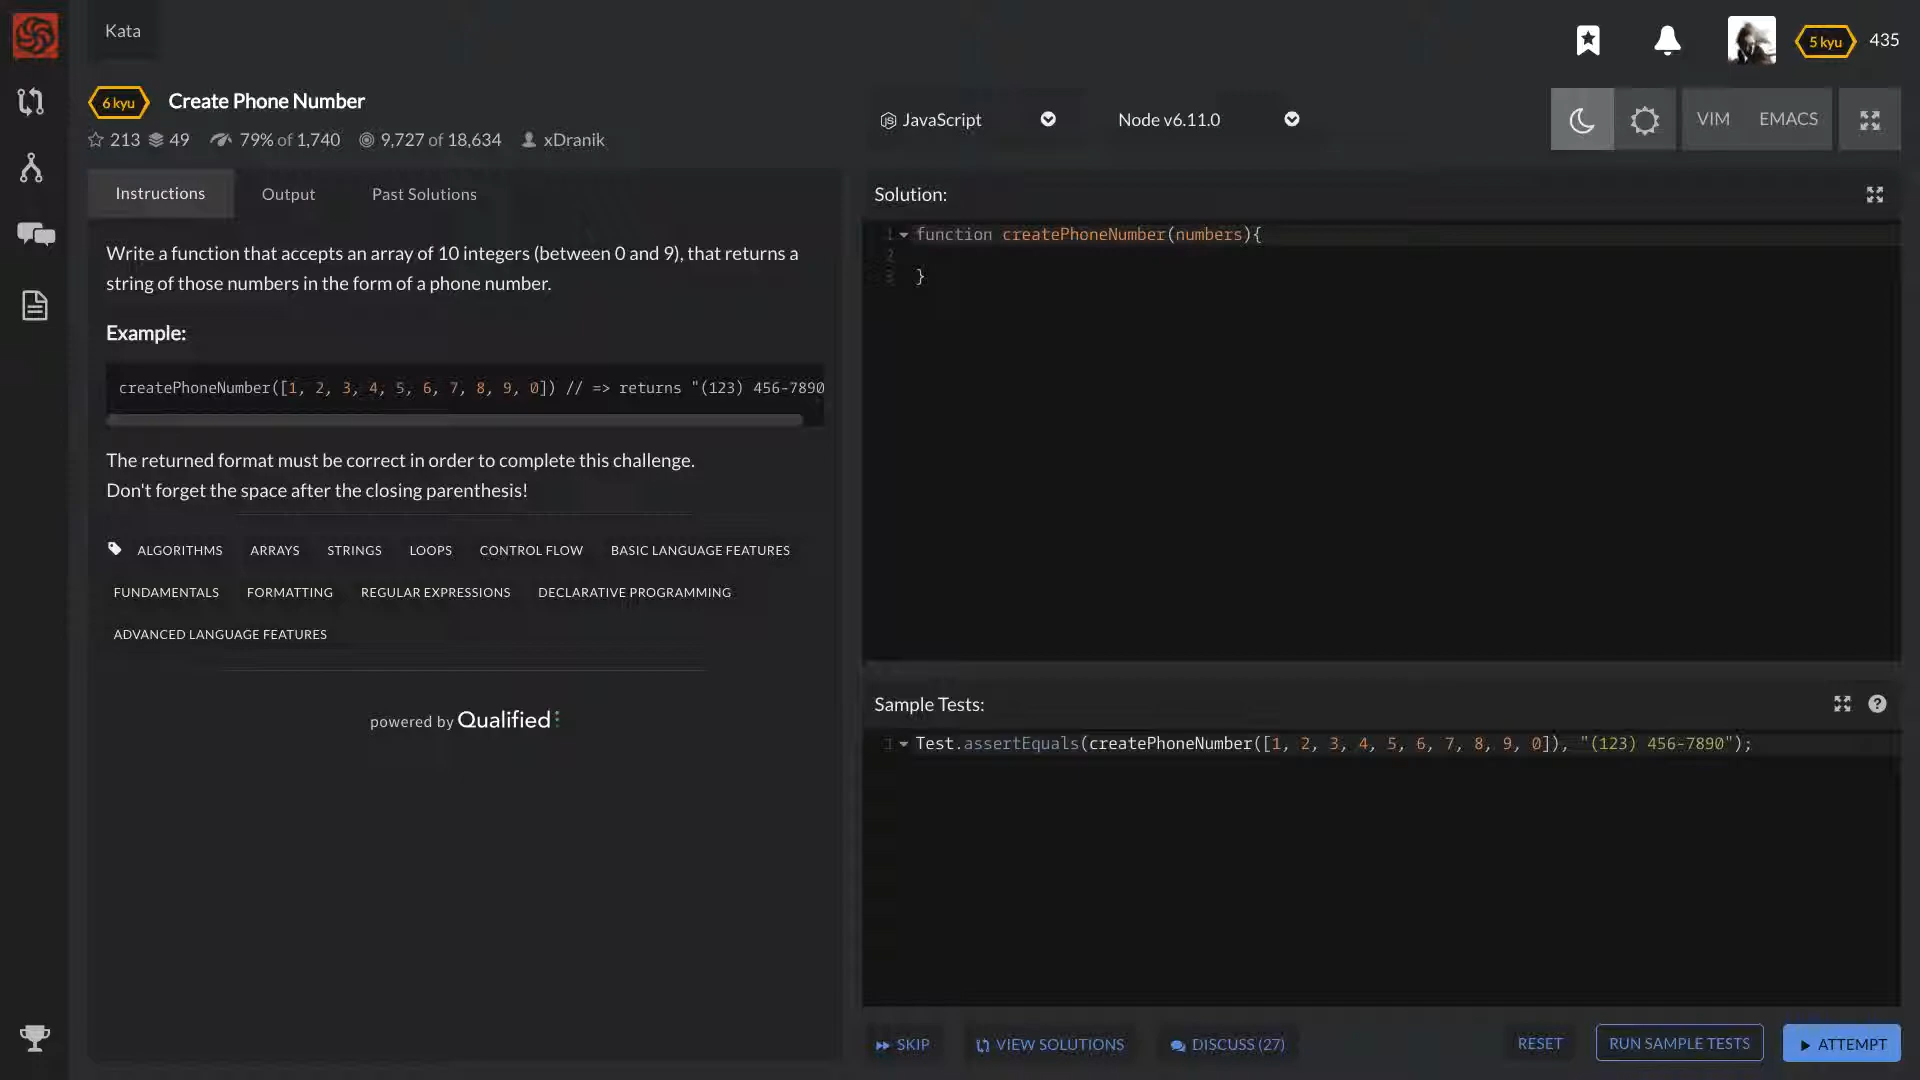 Kata
5 kyu 435
6 kyu Create Phone Number
213 49 79% of 1,740 9,727 of 18,634 xDranik
JavaScript Node v6.11.0 VIM EMACS
Instructions Output Past Solutions
Write a function that accepts an array of 10 integers (between 0 and 9), that returns a
string of those numbers in the form of a phone number.
Example:
createPhoneNumber([1, 2, 3, 4, 5, 6, 7, 8, 9, 0]) // => returns "(123) 456-7890
The returned format must be correct in order to complete this challenge.
Don't forget the space after the closing parenthesis!
ALGORITHMS ARRAYS STRINGS LOOPS CONTROL FLOW BASIC LANGUAGE FEATURES
FUNDAMENTALS FORMATTING REGULAR EXPRESSIONS DECLARATIVE PROGRAMMING
ADVANCED LANGUAGE FEATURES
powered by Qualified
Solution:
1 function createPhoneNumber(numbers){
2
3 }
Sample Tests:
Test.assertEquals(createPhoneNumber([1, 2, 3, 4, 5, 6, 7, 8, 9, 0]), "(123) 456-7890");
SKIP VIEW SOLUTIONS DISCUSS (27) RESET RUN SAMPLE TESTS ATTEMPT